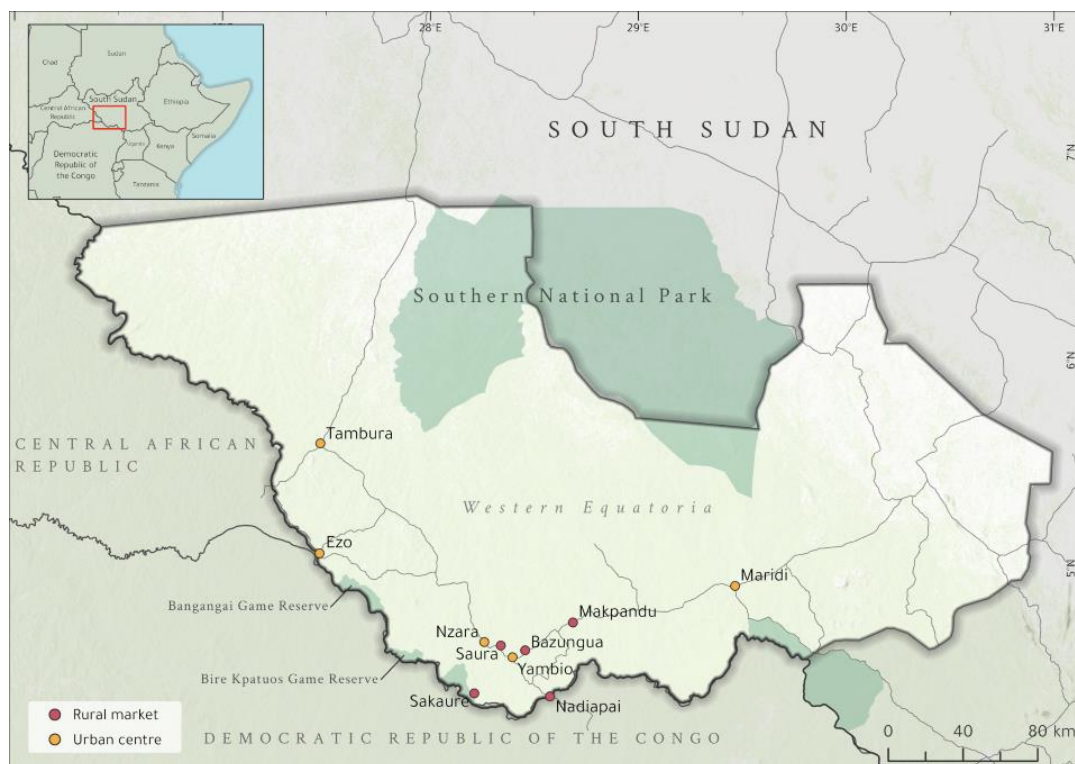 28°E
29°E
30°E
31°E
Chad
Sudan
South Sudan
Central African
Republic
Ethiopia
Somalia
Uganda
Kenya
Democratic
Republic of
the Congo
Tanzania
SOUTH SUDAN
7°N
Southern National Park
6°N
CENTRAL AFRICAN
REPUBLIC
Tambura
Western Equatoria
Ezo
5°N
Maridi
Bangangai Game Reserve
Makpandu
Nzara
Bazungua
Saura
Yambio
Bire Kpatuos Game Reserve
Sakaure
Nadiapai
Rural market
Urban centre
DEMOCRATIC REPUBLIC OF THE CONGO
0 40 80 km